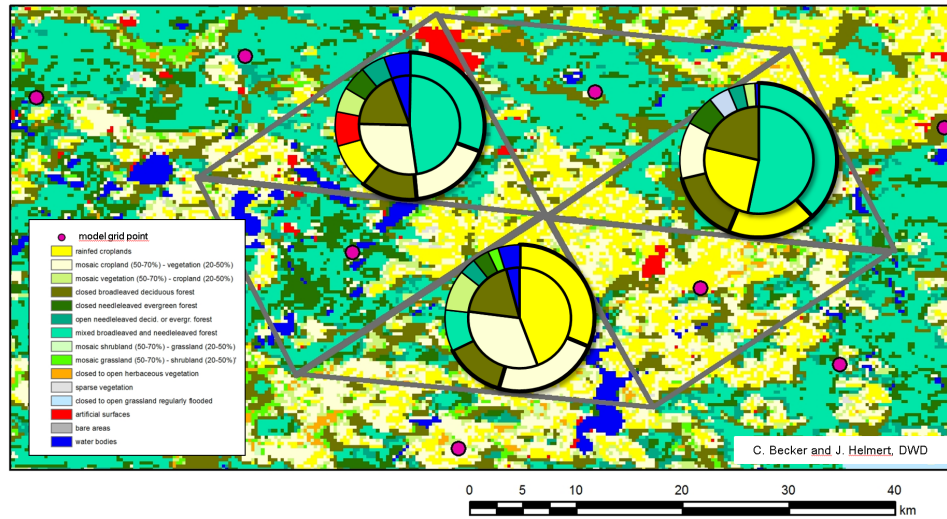 model grid point
rainfed croplands
mosaic cropland (50-70%) - vegetation (20-50%)
mosaic vegetation (50-70%) - cropland (20-50%)
closed broadleaved deciduous forest
closed needleleaved evergreen forest
open needleleaved decid. or evergr. forest
mixed broadleaved and needleleaved forest
mosaic shrubland (50-70%) - grassland (20-50%)
mosaic grassland (50-70%) - shrubland (20-50%)'
closed to open herbaceous vegetation
sparse vegetation
closed to open grassland regularly flooded
artificial surfaces
bare areas
water bodies
C. Becker and J. Helmert, DWD
0 5 10 20 30 40
km